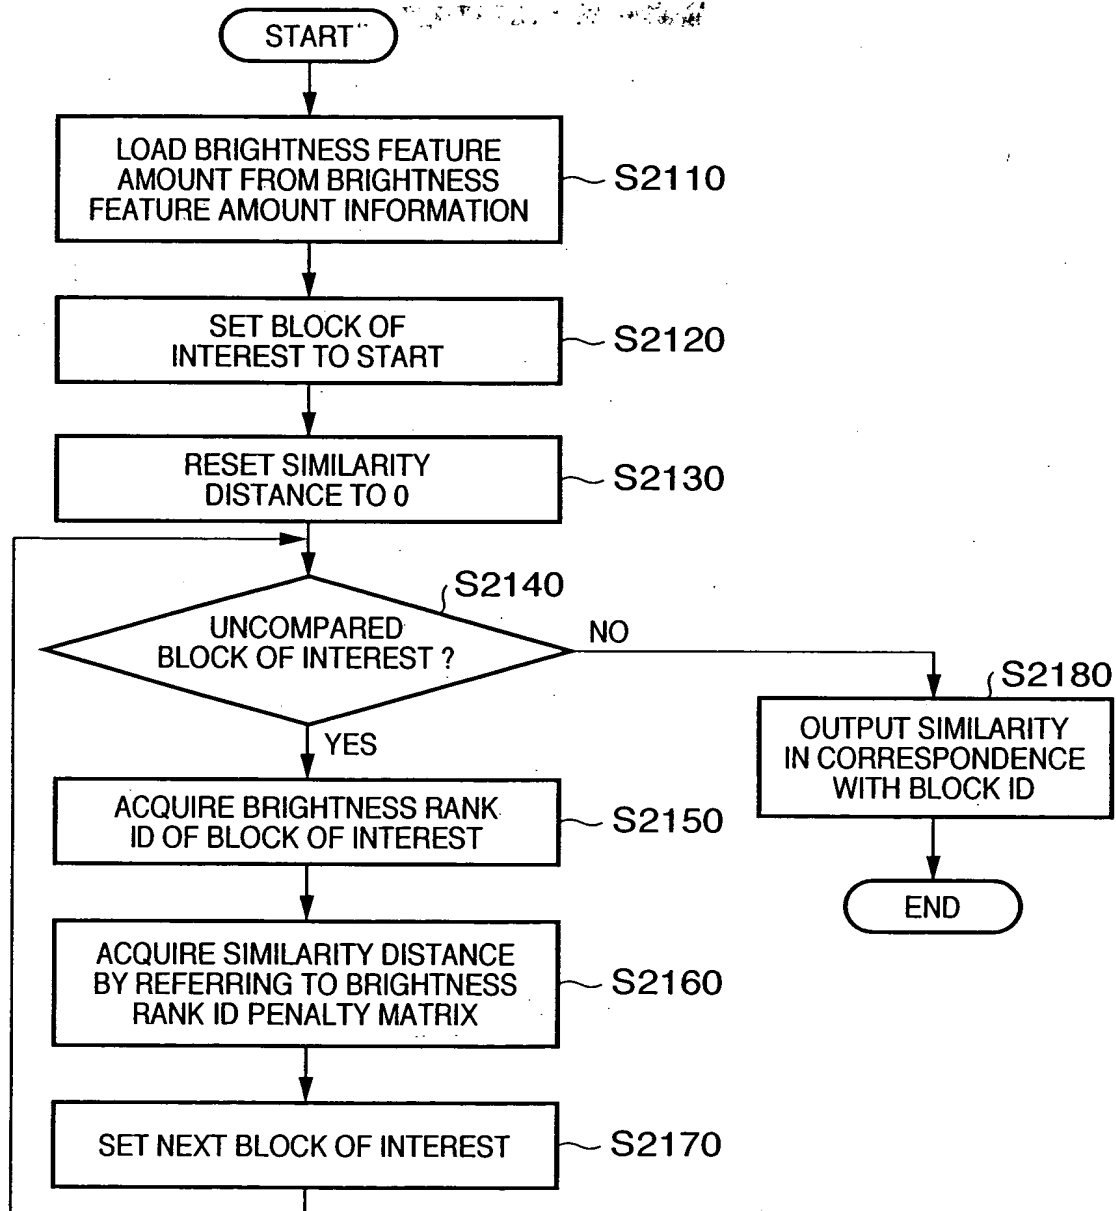 START
LOAD BRIGHTNESS FEATURE
AMOUNT FROM BRIGHTNESS
FEATURE AMOUNT INFORMATION
S2110
SET BLOCK OF
INTEREST TO START
S2120
RESET SIMILARITY
DISTANCE TO 0
S2130
S2140
UNCOMPARED
BLOCK OF INTEREST ?
NO
YES
S2180
OUTPUT SIMILARITY
IN CORRESPONDENCE
WITH BLOCK ID
END
ACQUIRE BRIGHTNESS RANK
ID OF BLOCK OF INTEREST
S2150
ACQUIRE SIMILARITY DISTANCE
BY REFERRING TO BRIGHTNESS
RANK ID PENALTY MATRIX
S2160
SET NEXT BLOCK OF INTEREST
S2170